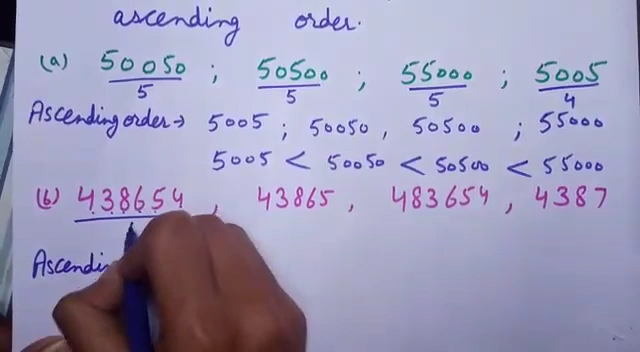 ascending order.
(a) 50050 ; 50500 ; 55000 ; 5005
5 5 5 4
Ascending order → 5005 ; 50050 , 50500 ; 55000
5005 < 50050 < 50500 < 55000
(b) 438654 , 43865 , 483654 , 4387